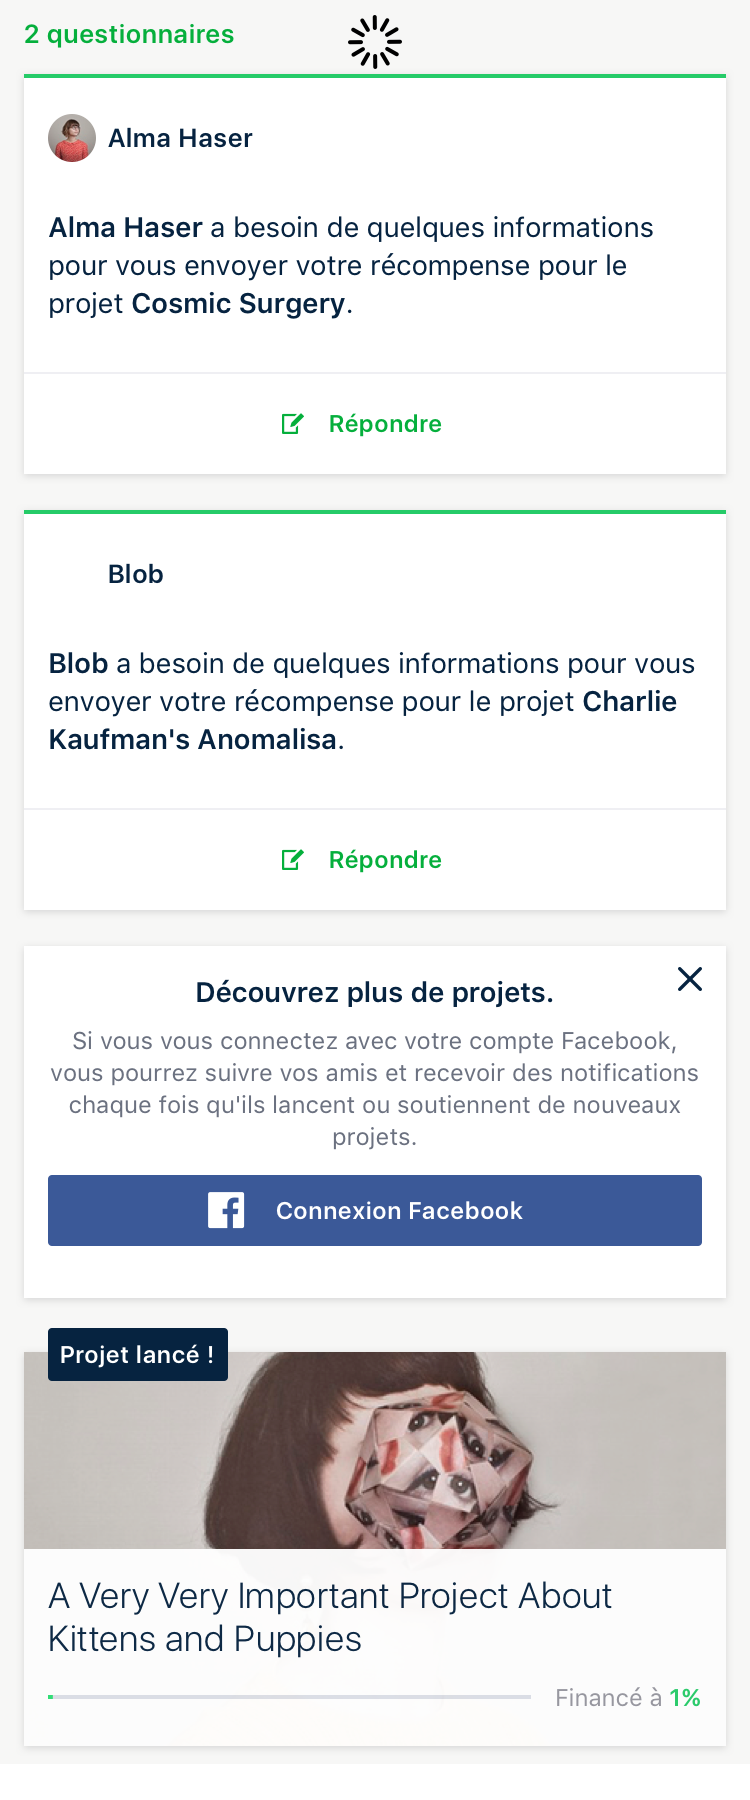 2 questionnaires
Alma Haser
Alma Haser a besoin de quelques informations
pour vous envoyer votre récompense pour le
projet Cosmic Surgery.
Répondre
Blob
Blob a besoin de quelques informations pour vous
envoyer votre récompense pour le projet Charlie
Kaufman's Anomalisa.
Répondre
Découvrez plus de projets.
Si vous vous connectez avec votre compte Facebook,
vous pourrez suivre vos amis et recevoir des notifications
chaque fois qu'ils lancent ou soutiennent de nouveaux
projets.
Connexion Facebook
Projet lancé !
A Very Very Important Project About
Kittens and Puppies
Financé à 1%